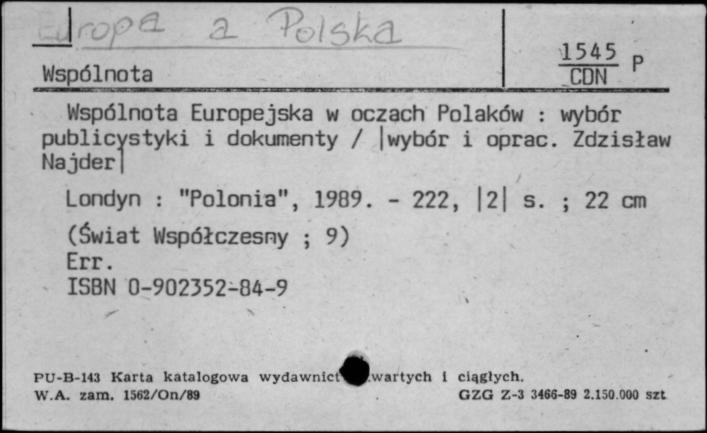 Europa a Polska
1545 P
CDN
Wspólnota
Wspólnota Europejska w oczach Polaków : wybór
publicystyki i dokumenty / |wybór i oprac. Zdzisław
Najder|
Londyn : "Polonia", 1989. - 222, |2| s. ; 22 cm
(Świat Współczesny ; 9)
Err.
ISBN 0-902352-84-9
PU-B-143 Karta katalogowa wydawnict wartych i ciągłych.
W.A. zam. 1562/On/89 GZG Z-3 3466-89 2.150.000 szt